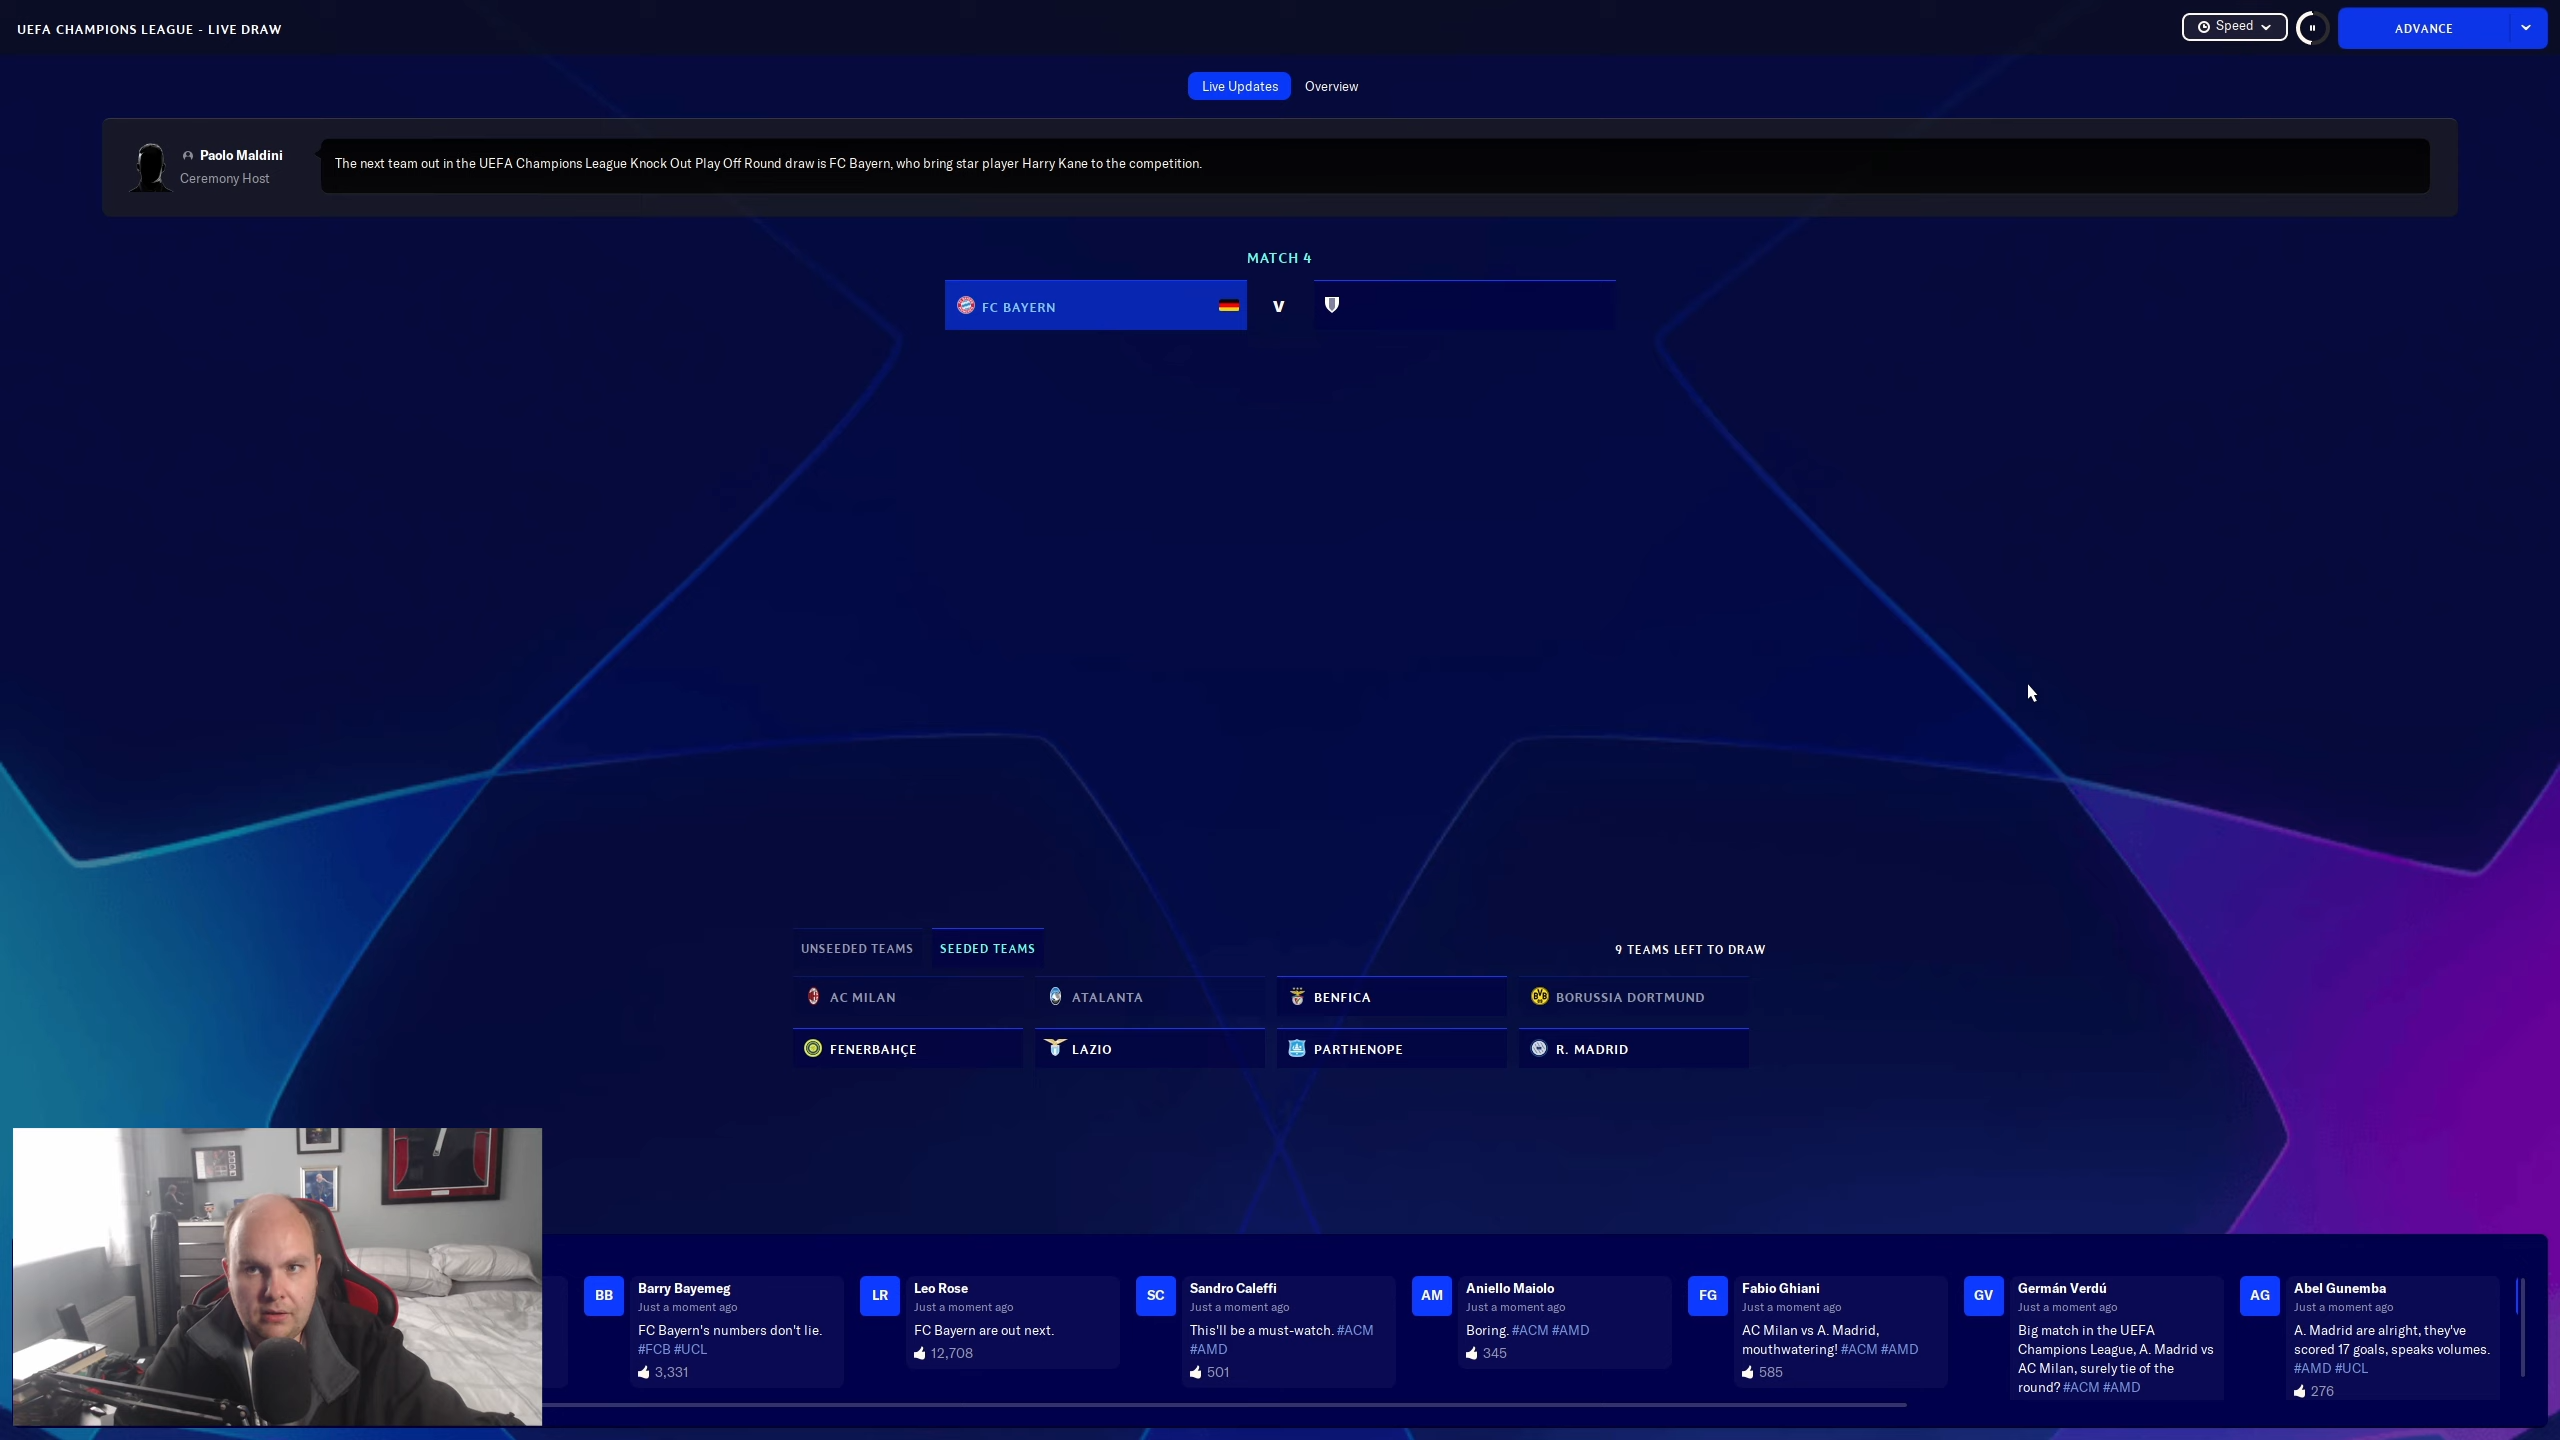 UEFA CHAMPIONS LEAGUE - LIVE DRAW
Speed
ADVANCE
Live Updates
Overview
Paolo Maldini
Ceremony Host
The next team out in the UEFA Champions League Knock Out Play Off Round draw is FC Bayern, who bring star player Harry Kane to the competition.
MATCH 4
FC BAYERN
V
UNSEEDED TEAMS
SEEDED TEAMS
9 TEAMS LEFT TO DRAW
AC MILAN
ATALANTA
BENFICA
BORUSSIA DORTMUND
FENERBAHÇE
LAZIO
PARTHENOPE
R. MADRID
BB
Barry Bayemeg
Just a moment ago
FC Bayern's numbers don't lie.
#FCB #UCL
3,331
LR
Leo Rose
Just a moment ago
FC Bayern are out next.
12,708
SC
Sandro Caleffi
Just a moment ago
This'll be a must-watch. #ACM
#AMD
501
AM
Aniello Maiolo
Just a moment ago
Boring. #ACM #AMD
345
FG
Fabio Ghiani
Just a moment ago
AC Milan vs A. Madrid,
mouthwatering! #ACM #AMD
585
GV
Germán Verdú
Just a moment ago
Big match in the UEFA
Champions League, A. Madrid vs
AC Milan, surely tie of the
round? #ACM #AMD
AG
Abel Gunemba
Just a moment ago
A. Madrid are alright, they've
scored 17 goals, speaks volumes.
#AMD #UCL
276